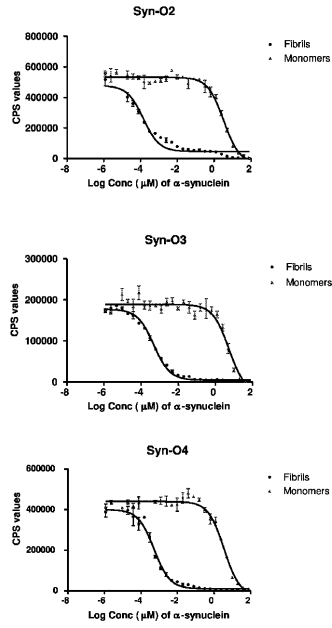 Syn-O2
800000
600000
400000
200000
0
CPS values
-8 -6 -4 -2 0 2
Log Conc ( μM) of α-synuclein
Fibrils
Monomers
Syn-O3
300000
200000
100000
0
CPS values
-8 -6 -4 -2 0 2
Log Conc ( μM) of α-synuclein
Fibrils
Monomers
Syn-O4
600000
400000
200000
0
CPS values
-8 -6 -4 -2 0 2
Log Conc ( μM) of α-synuclein
Fibrils
Monomers